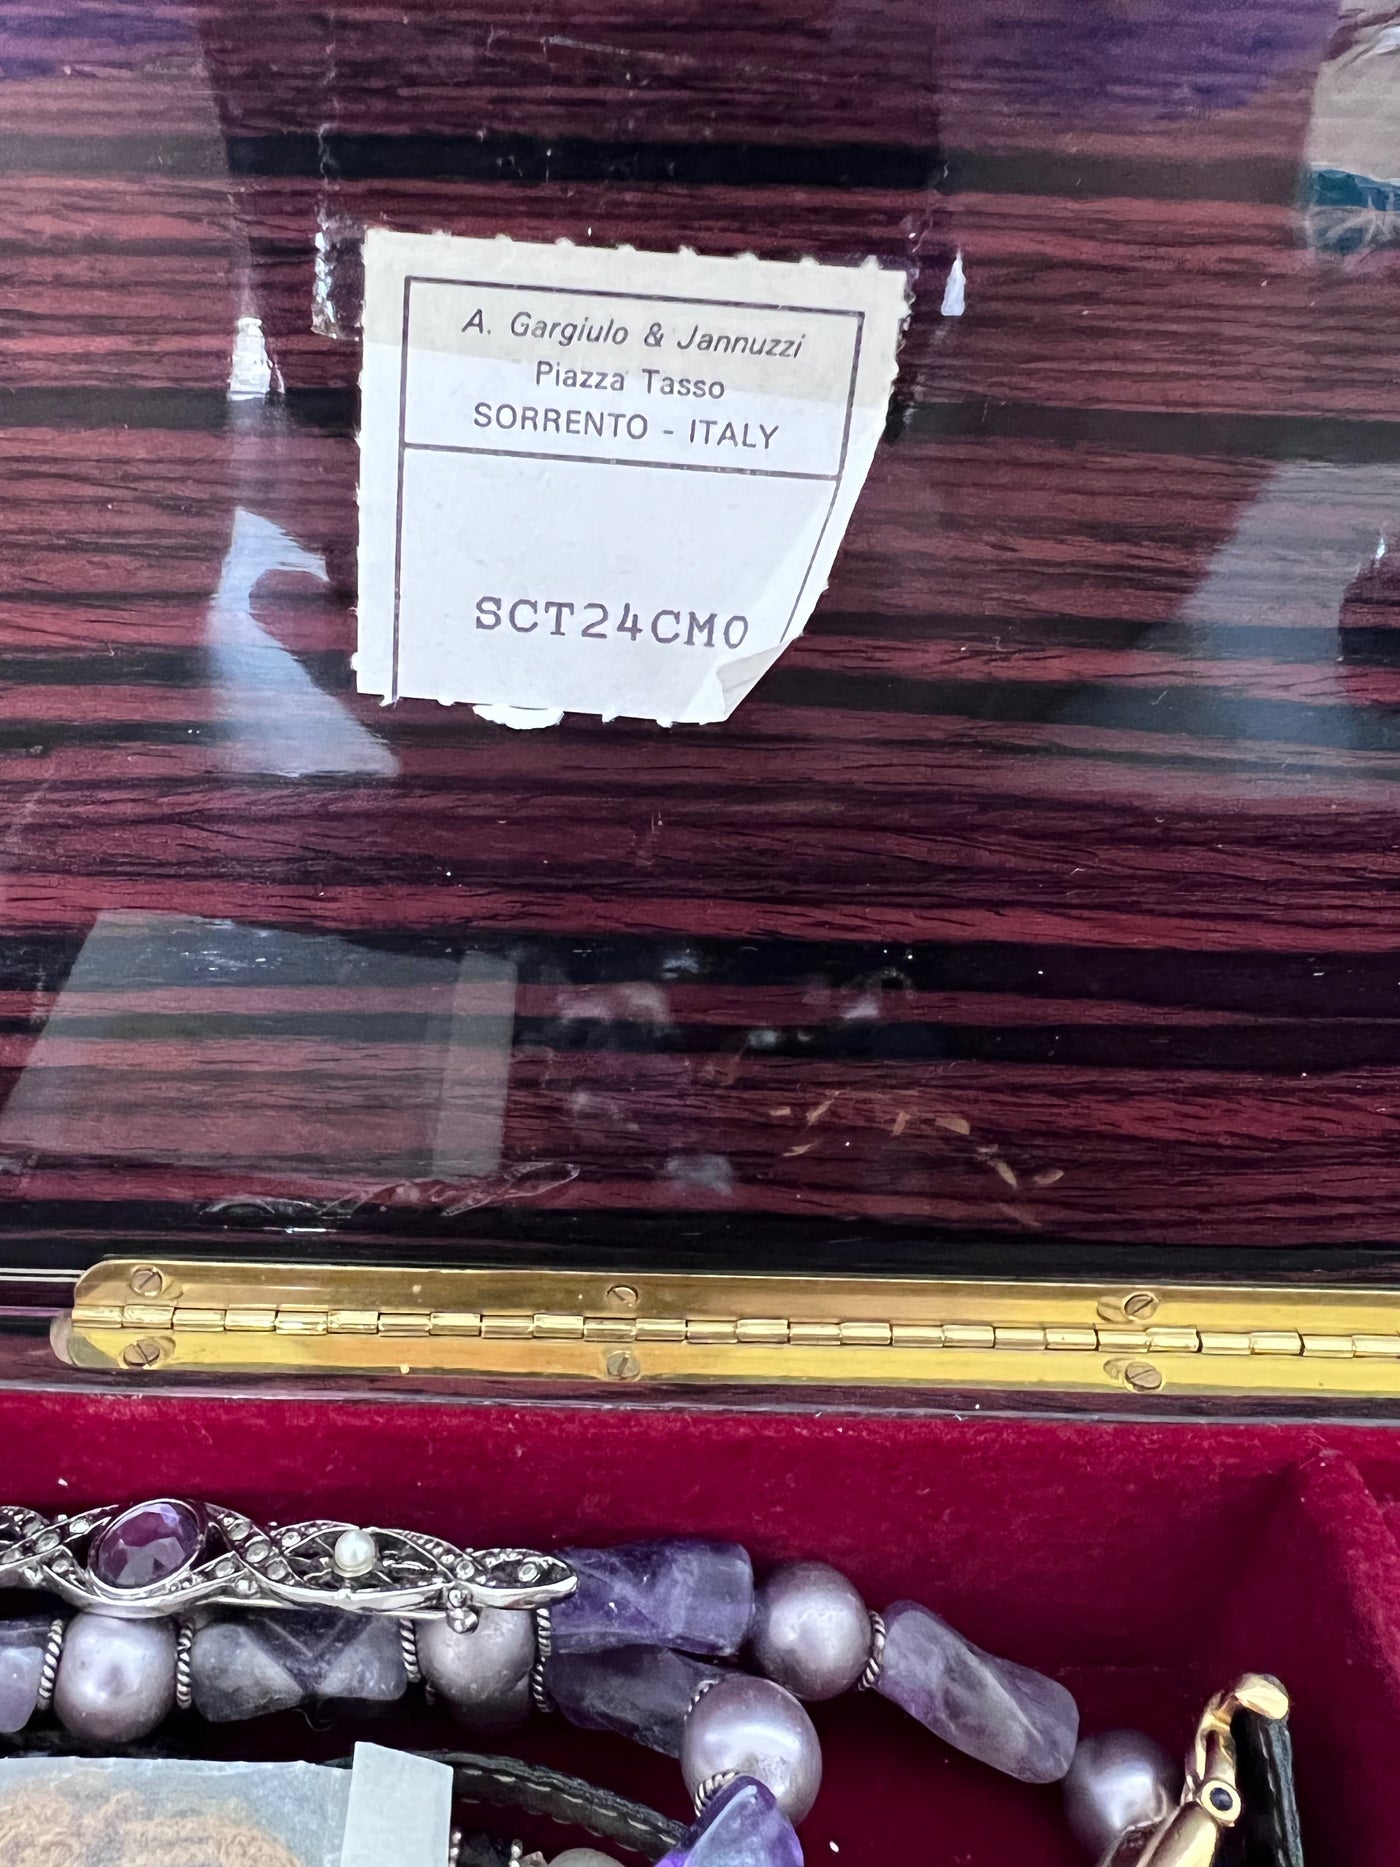 A. Gargiulo & Jannuzzi
Piazza Tasso
SORRENTO - ITALY
SCT24CM0